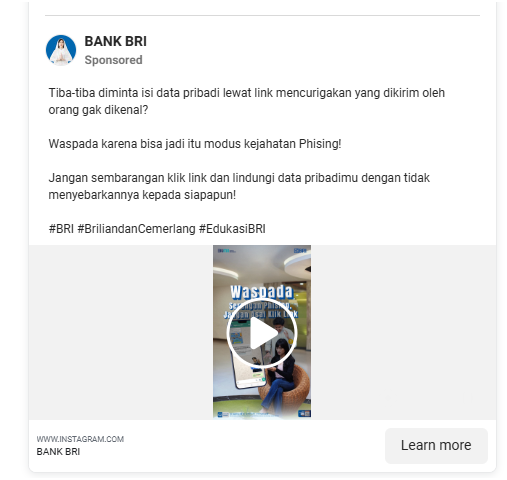 BANK BRI
Sponsored
Tiba-tiba diminta isi data pribadi lewat link mencurigakan yang dikirim oleh
orang gak dikenal?
Waspada karena bisa jadi itu modus kejahatan Phising!
Jangan sembarangan klik link dan lindungi data pribadimu dengan tidak
menyebarkannya kepada siapapun!
#BRI #BriliandanCemerlang #EdukasiBRI
Waspada
Jangan Asal Klik Link
WWW.INSTAGRAM.COM
BANK BRI
Learn more